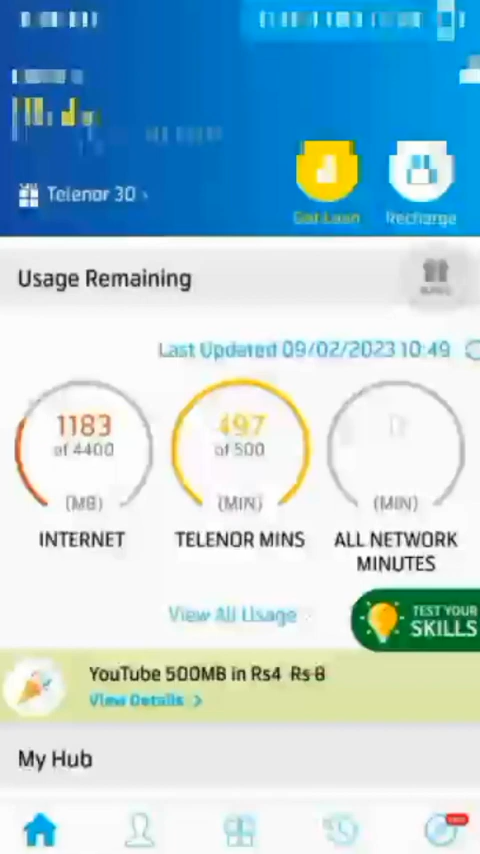 Telenor 30 ›
Get Loan
Recharge
Usage Remaining
Last Updated 09/02/2023 10:49
1183
of 4400
(MB)
INTERNET
497
of 500
(MIN)
TELENOR MINS
(MIN)
ALL NETWORK
MINUTES
View All Usage
TEST YOUR
SKILLS
YouTube 500MB in Rs4 Rs 8
View Details >
My Hub